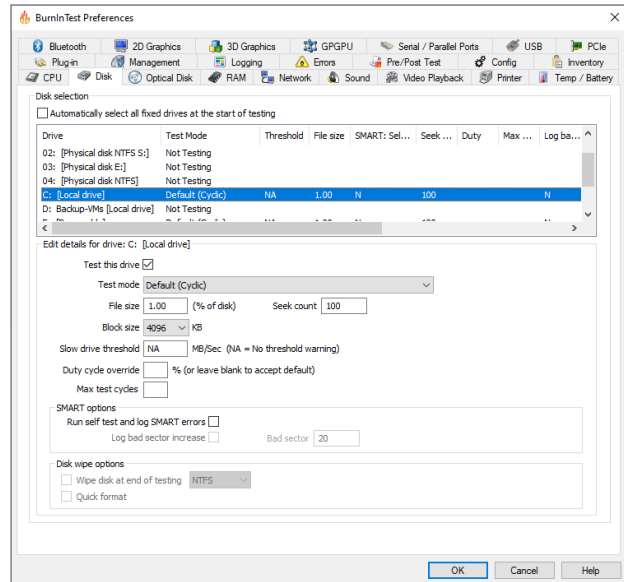 BurnInTest Preferences
Bluetooth 2D Graphics 3D Graphics GPGPU Serial / Parallel Ports USB PCIe
Plug-in Management Logging Errors Pre/Post Test Config Inventory
CPU Disk Optical Disk RAM Network Sound Video Playback Printer Temp / Battery
Disk selection
Automatically select all fixed drives at the start of testing
Drive Test Mode Threshold File size SMART: Sel... Seek ... Duty Max ... Log ba...
02: [Physical disk NTFS S:] Not Testing
03: [Physical disk E:] Not Testing
04: [Physical disk NTFS] Not Testing
C: [Local drive] Default (Cyclic) NA 1.00 N 100 N
D: Backup-VMs [Local drive] Not Testing
Edit details for drive: C: [Local drive]
Test this drive
Test mode Default (Cyclic)
File size 1.00 (% of disk) Seek count 100
Block size 4096 KB
Slow drive threshold NA MB/Sec (NA = No threshold warning)
Duty cycle override % (or leave blank to accept default)
Max test cycles
SMART options
Run self test and log SMART errors
Log bad sector increase Bad sector 20
Disk wipe options
Wipe disk at end of testing NTFS
Quick format
OK Cancel Help